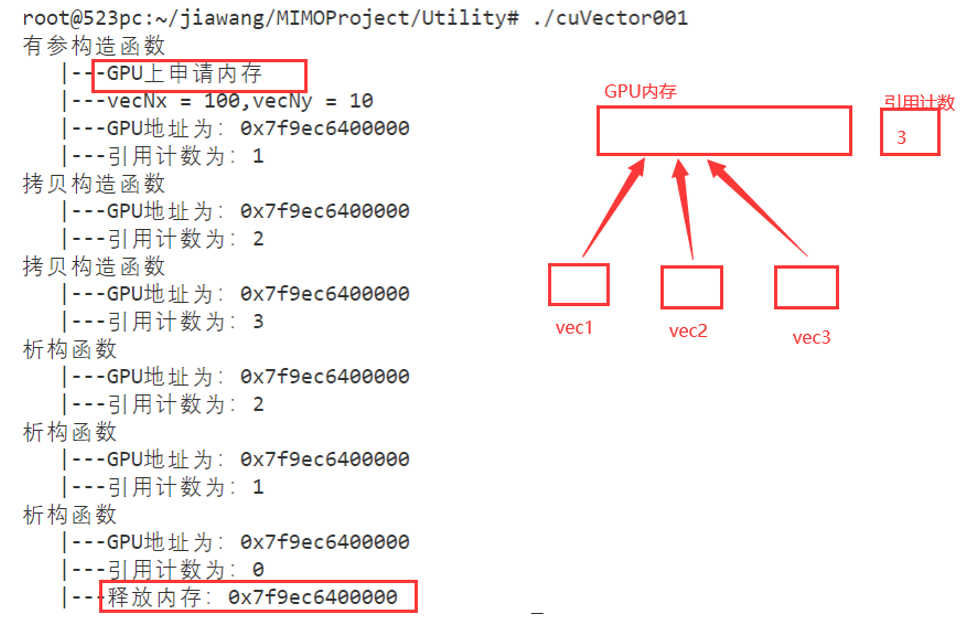 root@523pc:~/jiawang/MIMOProject/Utility# ./cuVector001
有参构造函数
|---GPU上申请内存
|---vecNx = 100,vecNy = 10
|---GPU地址为: 0x7f9ec6400000
|---引用计数为: 1
拷贝构造函数
|---GPU地址为: 0x7f9ec6400000
|---引用计数为: 2
拷贝构造函数
|---GPU地址为: 0x7f9ec6400000
|---引用计数为: 3
析构函数
|---GPU地址为: 0x7f9ec6400000
|---引用计数为: 2
析构函数
|---GPU地址为: 0x7f9ec6400000
|---引用计数为: 1
析构函数
|---GPU地址为: 0x7f9ec6400000
|---引用计数为: 0
|---释放内存: 0x7f9ec6400000
GPU内存
引用计数
3
vec1
vec2
vec3